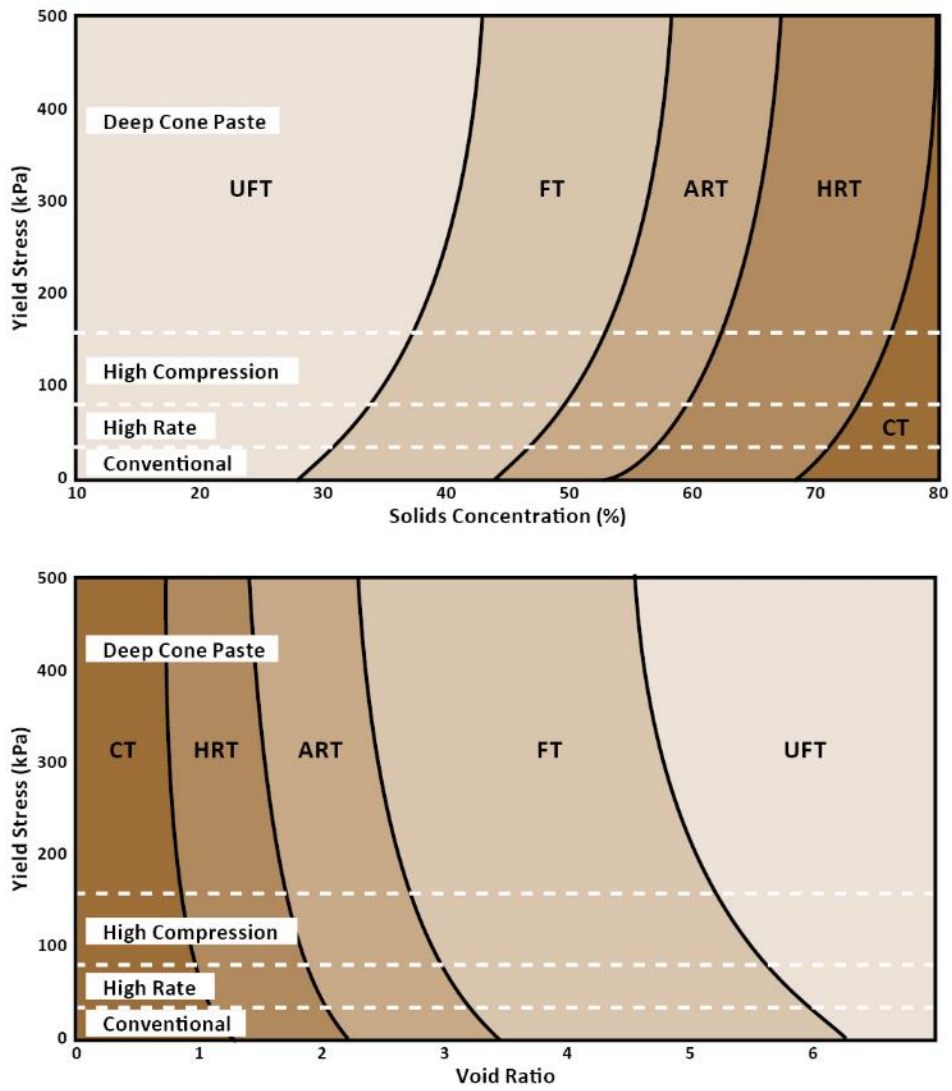 500
400
300
200
100
0
Yield Stress (kPa)
Deep Cone Paste
UFT
FT
ART
HRT
High Compression
High Rate
CT
Conventional
10
20
30
40
50
60
70
80
Solids Concentration (%)
500
400
300
200
100
0
Yield Stress (kPa)
Deep Cone Paste
CT
HRT
ART
FT
UFT
High Compression
High Rate
Conventional
0
1
2
3
4
5
6
Void Ratio